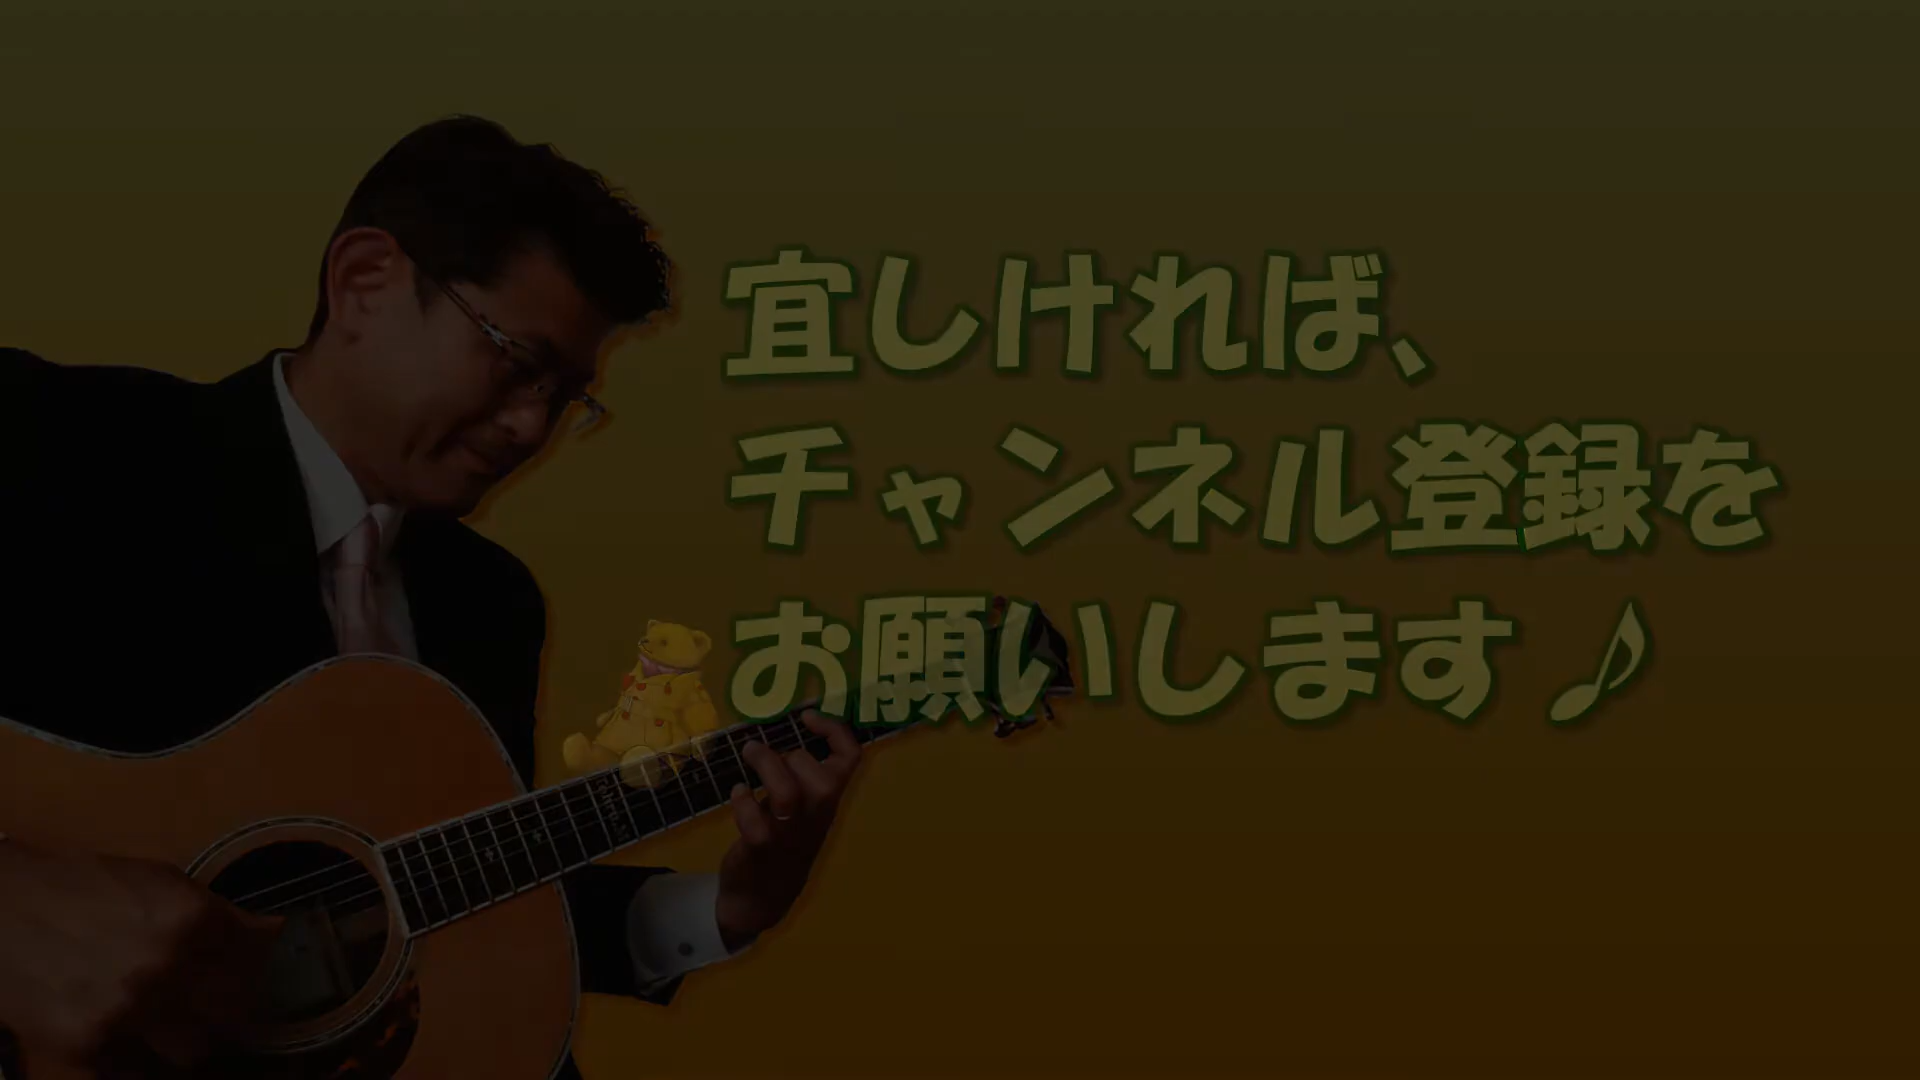 宜しければ、
チャンネル登録を
お願いします♪